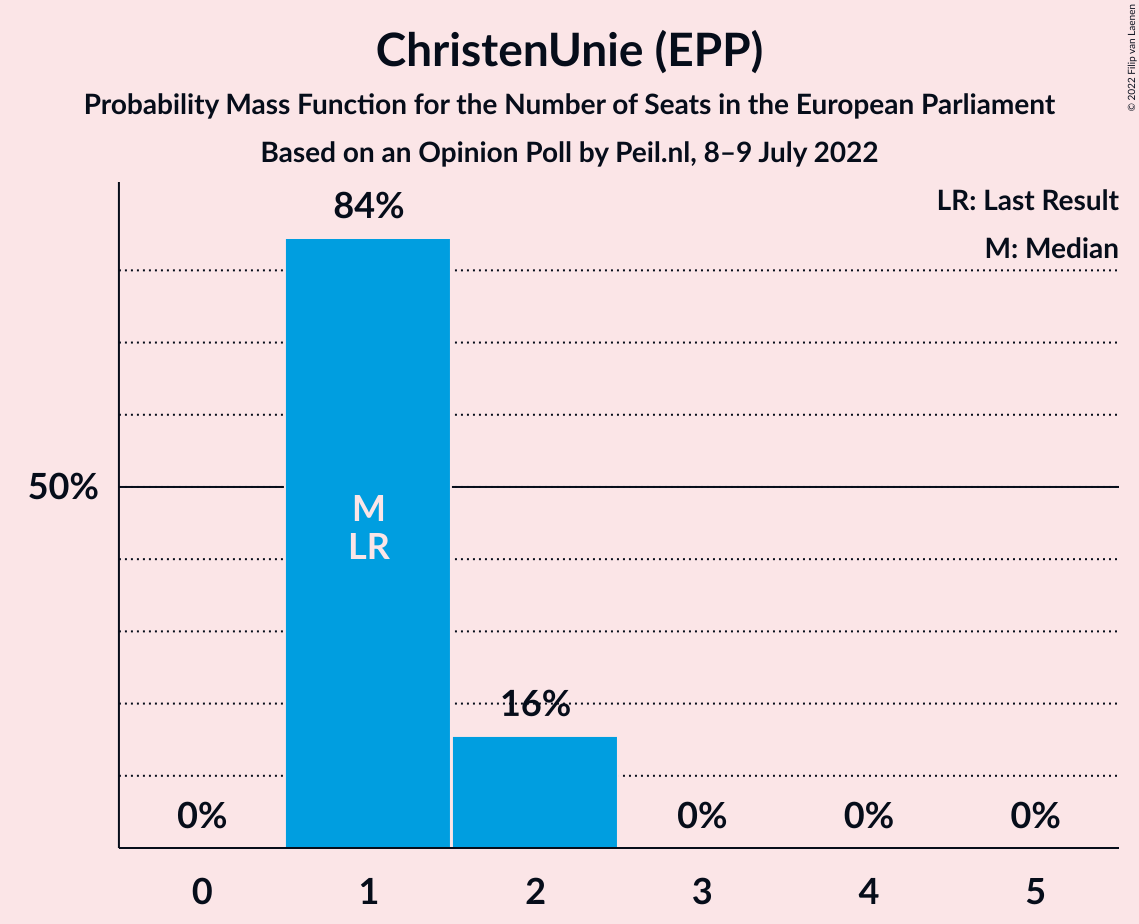 ChristenUnie (EPP)
Probability Mass Function for the Number of Seats in the European Parliament
Based on an Opinion Poll by Peil.nl, 8–9 July 2022
© 2022 Filip van Laenen
LR: Last Result
M: Median
84%
50%
M
LR
16%
0%
0%
0%
0%
0
1
2
3
4
5